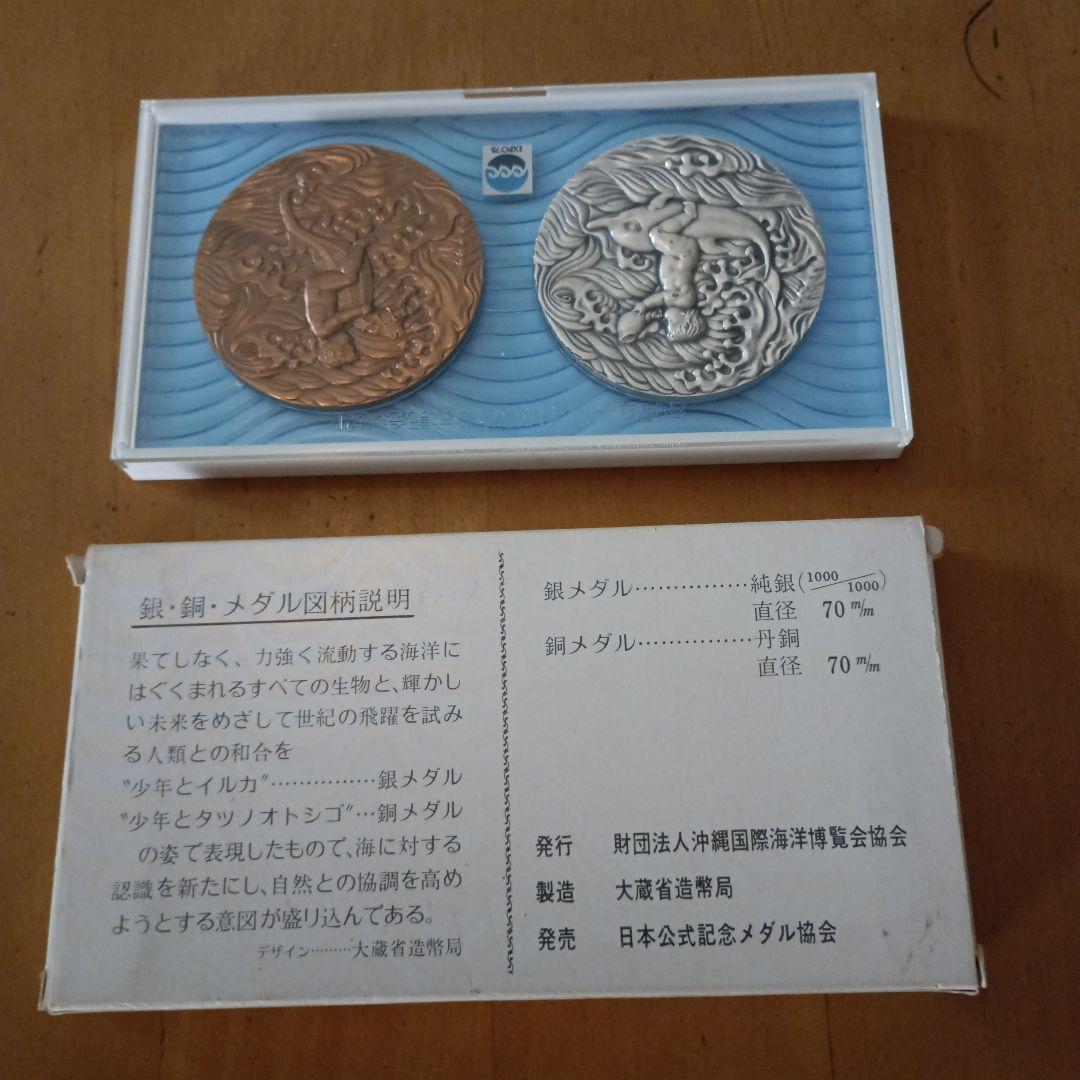 EXPO'75
銀・銅・メダル図柄説明
果てしなく、力強く流動する海洋に
はぐくまれるすべての生物と、輝かし
い未来をめざして世紀の飛躍を試み
る人類との和合を
〝少年とイルカ〟……………銀メダル
〝少年とタツノオトシゴ〟…銅メダル
の姿で表現したもので、海に対する
認識を新たにし、自然との協調を高め
ようとする意図が盛り込んである。
デザイン………大蔵省造幣局
銀メダル……………純銀(1000/1000)
直径 70 m/m
銅メダル……………丹銅
直径 70 m/m
発行 財団法人沖縄国際海洋博覧会協会
製造 大蔵省造幣局
発売 日本公式記念メダル協会